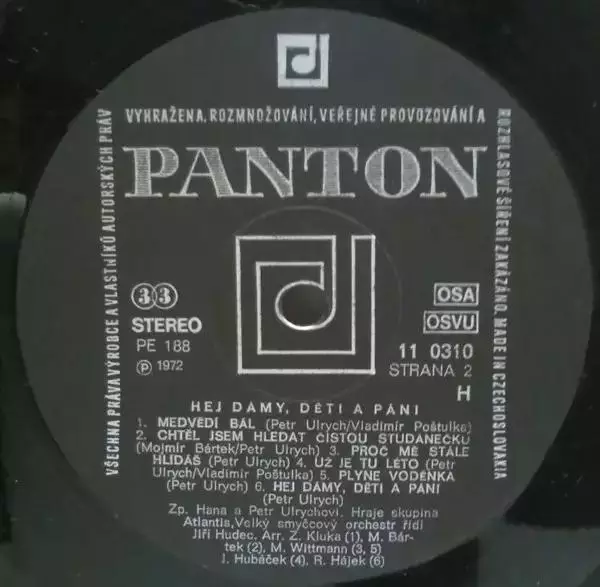 VYHRAŽENA. ROZMNOŽOVÁNÍ, VEŘEJNÉ PROVOZOVÁNÍ A
ROZHLASOVÉ ŠÍŘENÍ ZAKÁZÁNO. MADE IN CZECHOSLOVAKIA
VŠECHNA PRÁVA VÝROBCE A VLASTNÍKŮ AUTORSKÝCH PRÁV
PANTON
33
STEREO
PE 188
Ⓟ 1972
OSA
OSVU
11 0310
STRANA 2
H
HEJ DÁMY, DĚTI A PÁNI
1. MEDVĚDÍ BÁL (Petr Ulrych/Vladimír Poštulka)
2. CHTĚL JSEM HLEDAT ČISTOU STUDÁNEČKU
(Mojmír Bártek/Petr Ulrych) 3. PROČ MĚ STÁLE
HLÍDÁŠ (Petr Ulrych) 4. UŽ JE TU LÉTO (Petr
Ulrych/Vladimír Poštulka) 5. PLYNE VODĚNKA
(Petr Ulrych) 6. HEJ DÁMY, DĚTI A PÁNI
(Petr Ulrych)
Zp. Hana a Petr Ulrychovi. Hraje skupina
Atlantis,Velký smyčcový orchestr řídí
Jiří Hudec. Arr. Z. Kluka (1), M. Bár-
tek (2), M. Wittmann (3, 5)
J. Hubáček (4), R. Hájek (6)